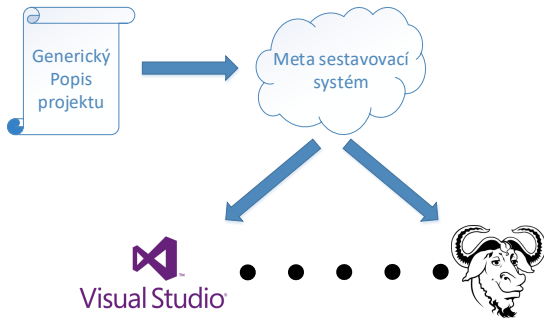 Generický
Popis
projektu
Meta sestavovací
systém
Visual Studio